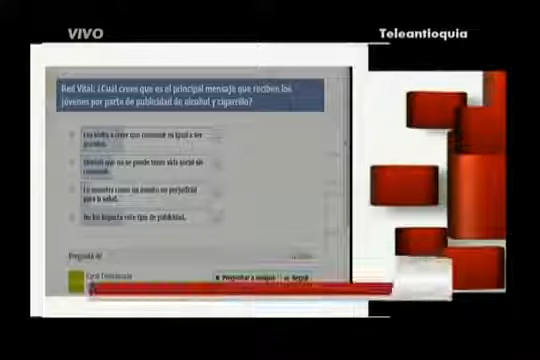 VIVO
Teleantioquia
Red Vital: ¿Cuál crees que es el principal mensaje que reciben los
jóvenes por parte de publicidad de alcohol y cigarrillo?
Los invita a creer que consumir es igual a ser
grandes.
que no se puede tener vida social sin
consumir.
Lo muestra como un asunto no perjudicial
para la salud.
No los impacta este tipo de publicidad.
Pregunta de
Canal Teleantioquia
Preguntar a amigos
Seguir